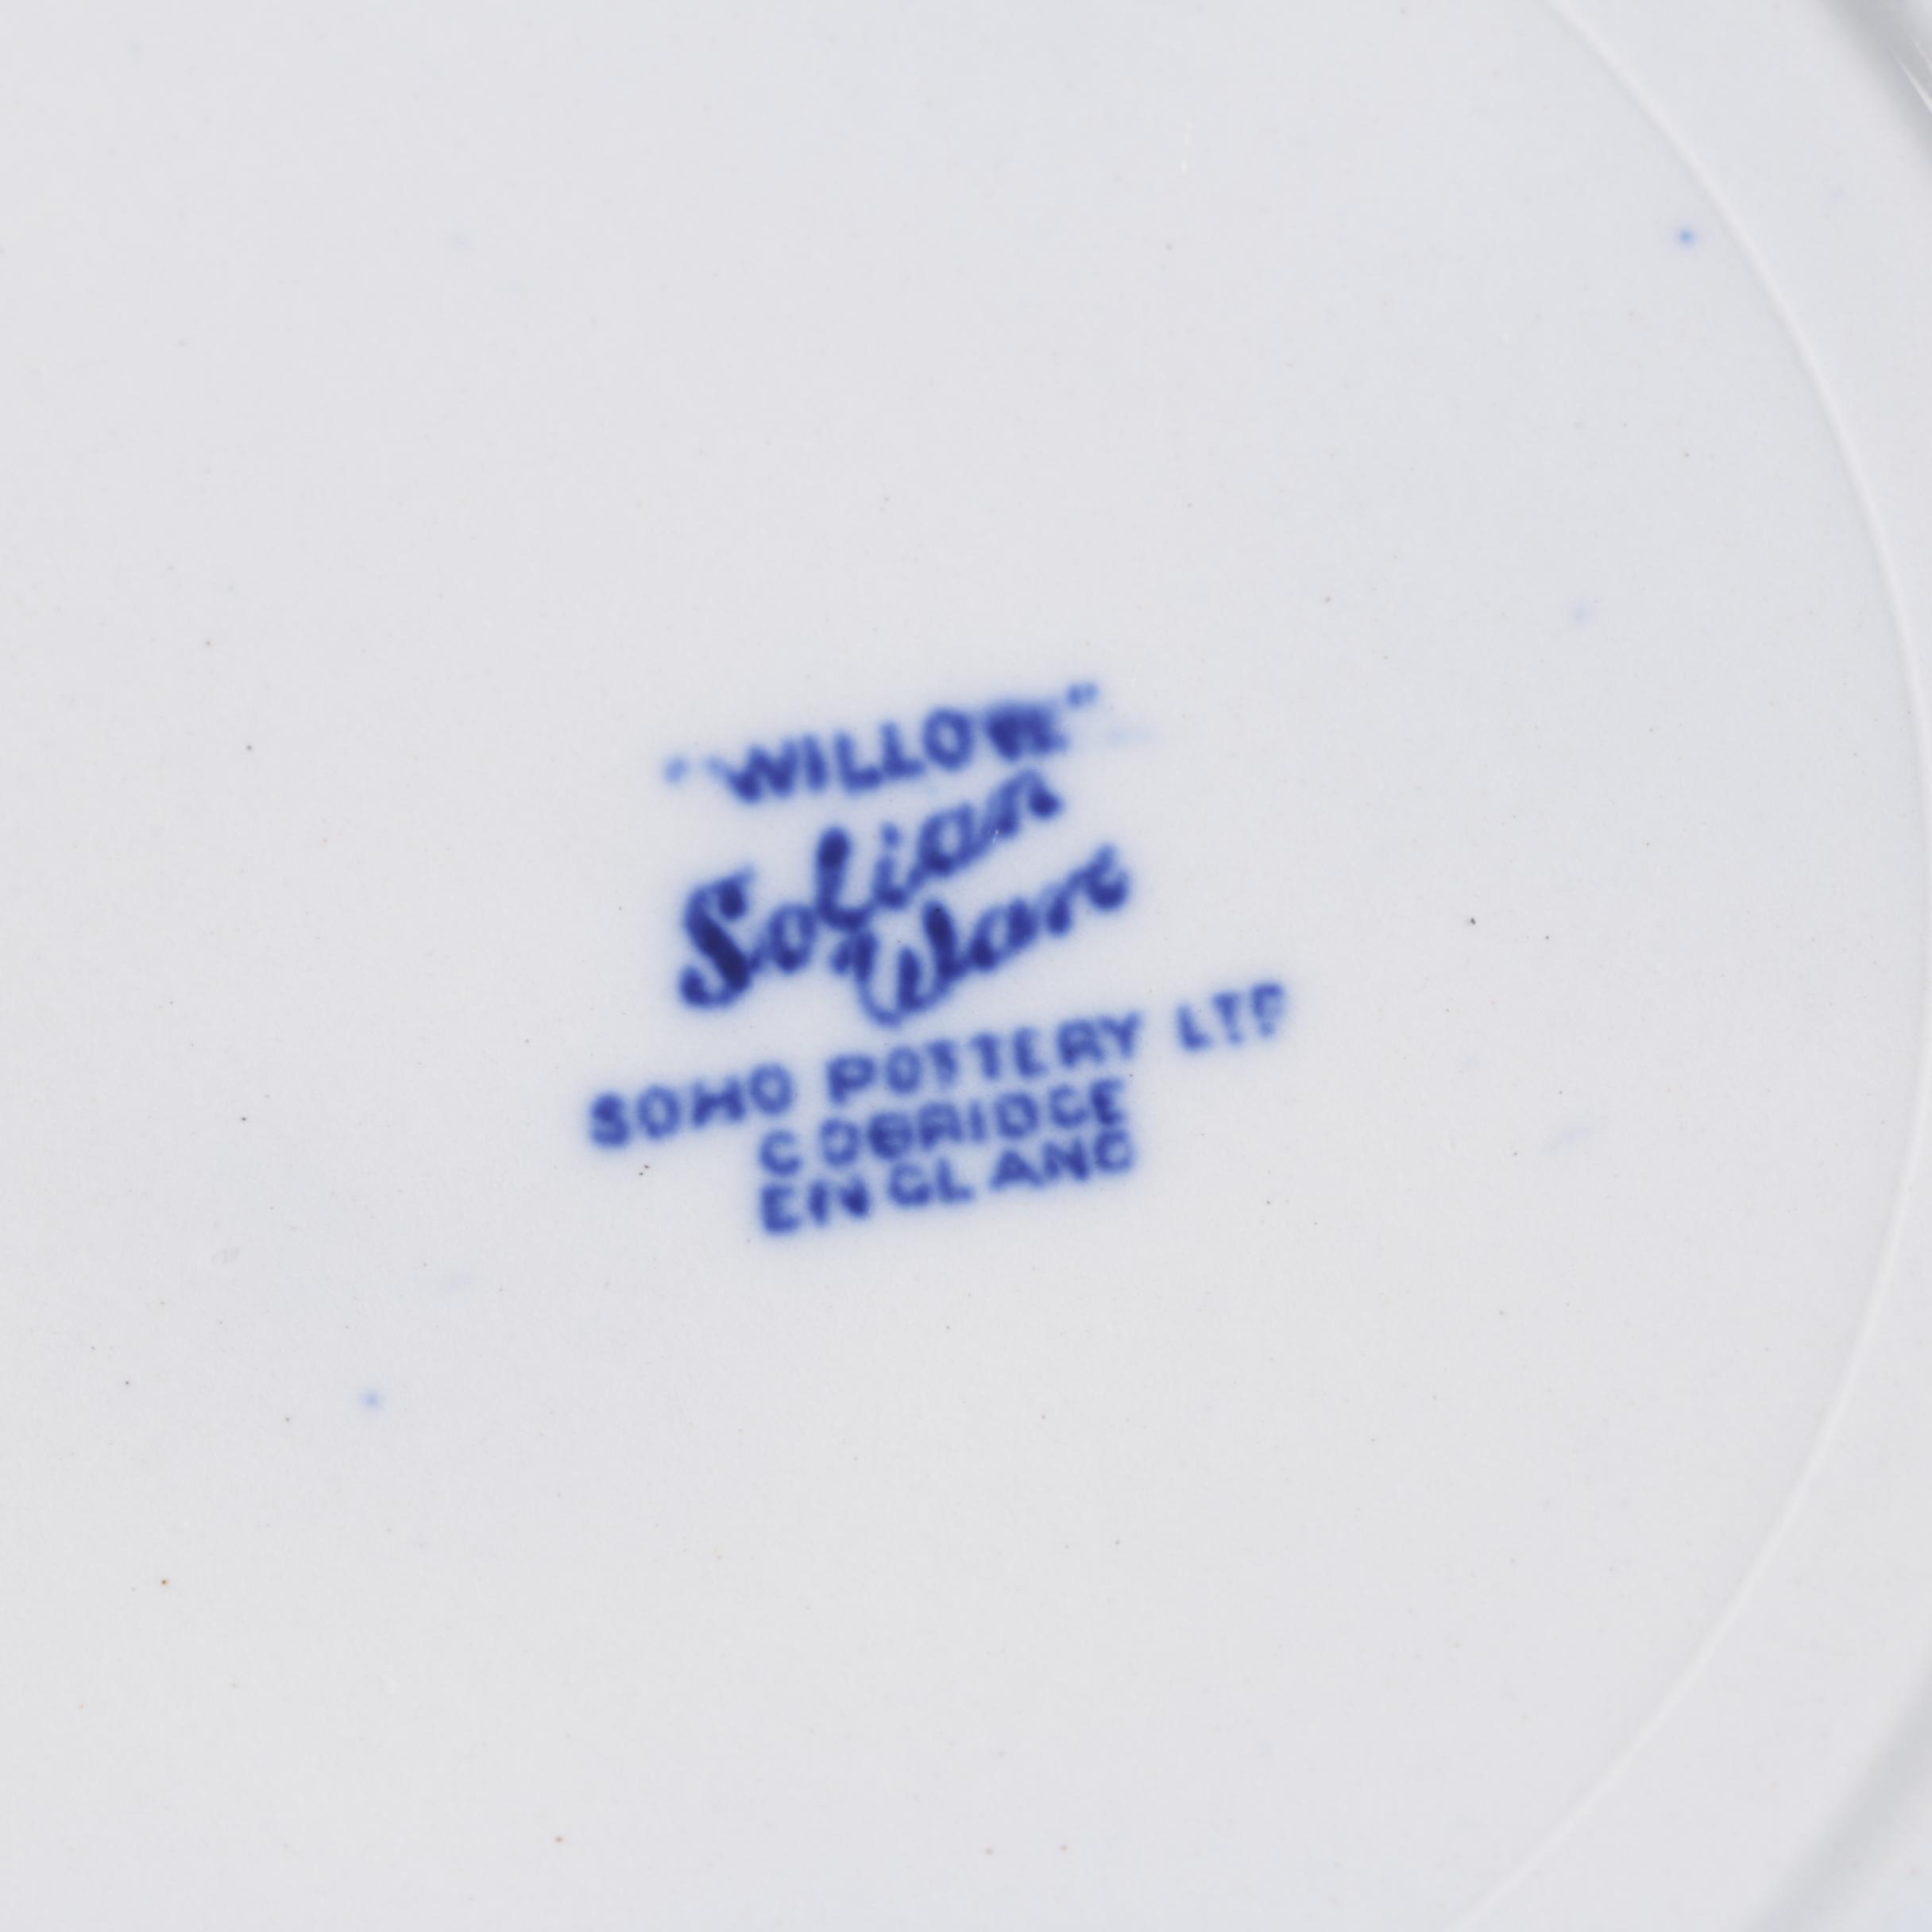 "WILLOW"
Solian
Ware
SOHO POTTERY LTD
COBRIDGE
ENGLAND